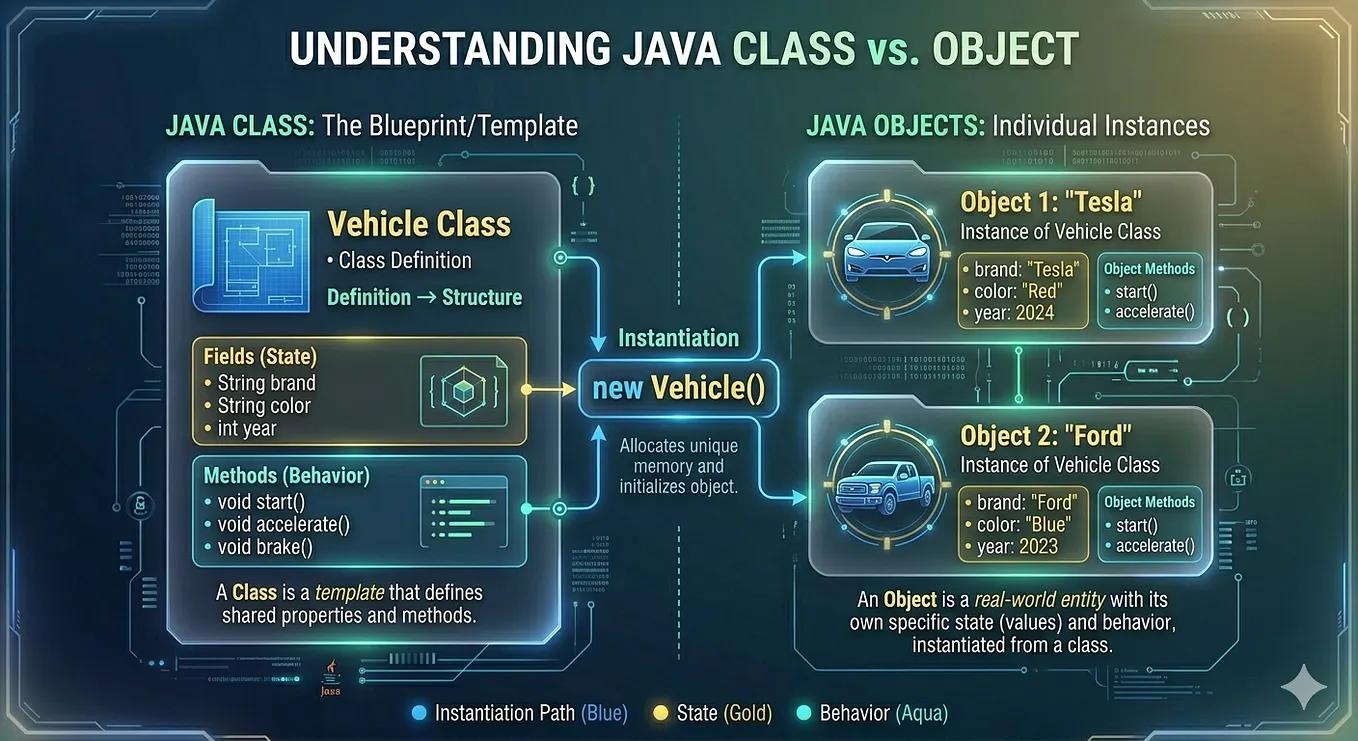 UNDERSTANDING JAVA CLASS vs. OBJECT
JAVA CLASS: The Blueprint/Template
Vehicle Class
• Class Definition
Definition → Structure
Fields (State)
• String brand
• String color
• int year
Methods (Behavior)
• void start()
• void accelerate()
• void brake()
A Class is a template that defines
shared properties and methods.
Java
Instantiation
new Vehicle()
Allocates unique
memory and
initializes object.
JAVA OBJECTS: Individual Instances
Object 1: "Tesla"
Instance of Vehicle Class
• brand: "Tesla"
• color: "Red"
• year: 2024
Object Methods
• start()
• accelerate()
Object 2: "Ford"
Instance of Vehicle Class
• brand: "Ford"
• color: "Blue"
• year: 2023
Object Methods
• start()
• accelerate()
An Object is a real-world entity with its
own specific state (values) and behavior,
instantiated from a class.
Instantiation Path (Blue)
State (Gold)
Behavior (Aqua)